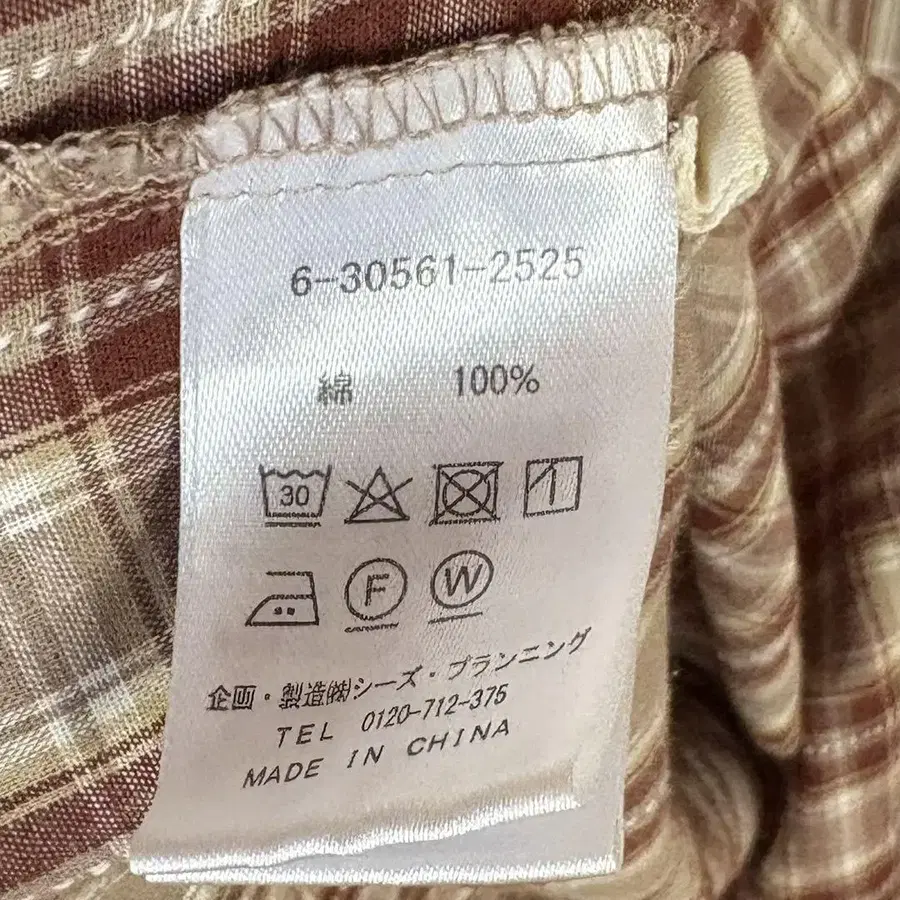 6-30561-2525
綿 100%
30
F W
企画・製造㈱シーズ・プランニング
TEL 0120-712-375
MADE IN CHINA